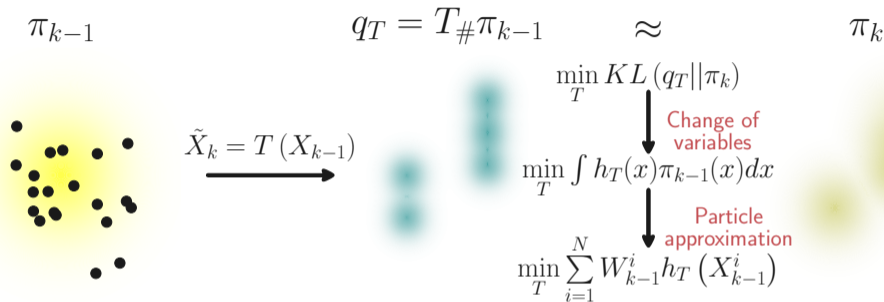 π_{k−1}
q_T = T_# π_{k−1}
≈
π_k
X̃_k = T (X_{k−1})
min_T KL (q_T||π_k)
Change of
variables
min_T ∫ h_T(x)π_{k−1}(x)dx
Particle
approximation
min_T ∑_{i=1}^{N} W_{k−1}^i h_T (X_{k−1}^i)